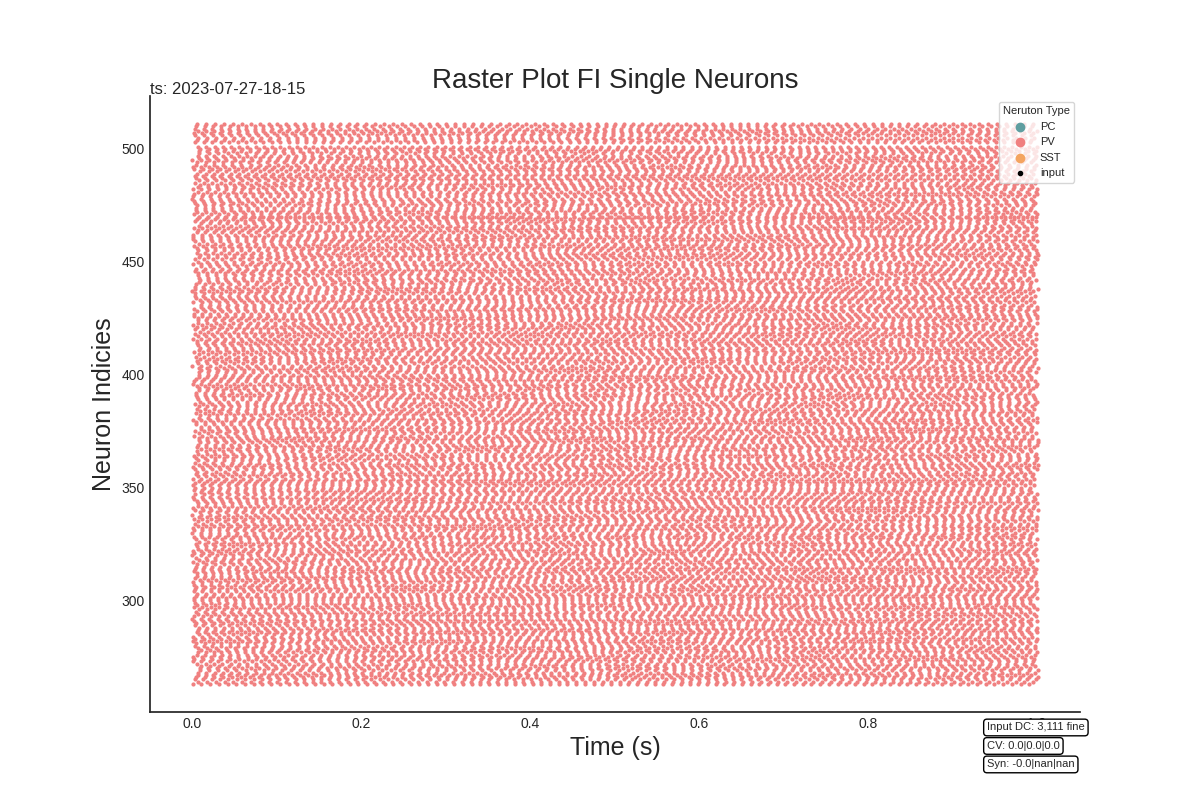 Raster Plot FI Single Neurons
ts: 2023-07-27-18-15
Neruton Type
PC
PV
SST
input
500
450
400
350
300
Neuron Indicies
0.0 0.2 0.4 0.6 0.8
Time (s)
Input DC: 3,111 fine
CV: 0.0|0.0|0.0
Syn: -0.0|nan|nan